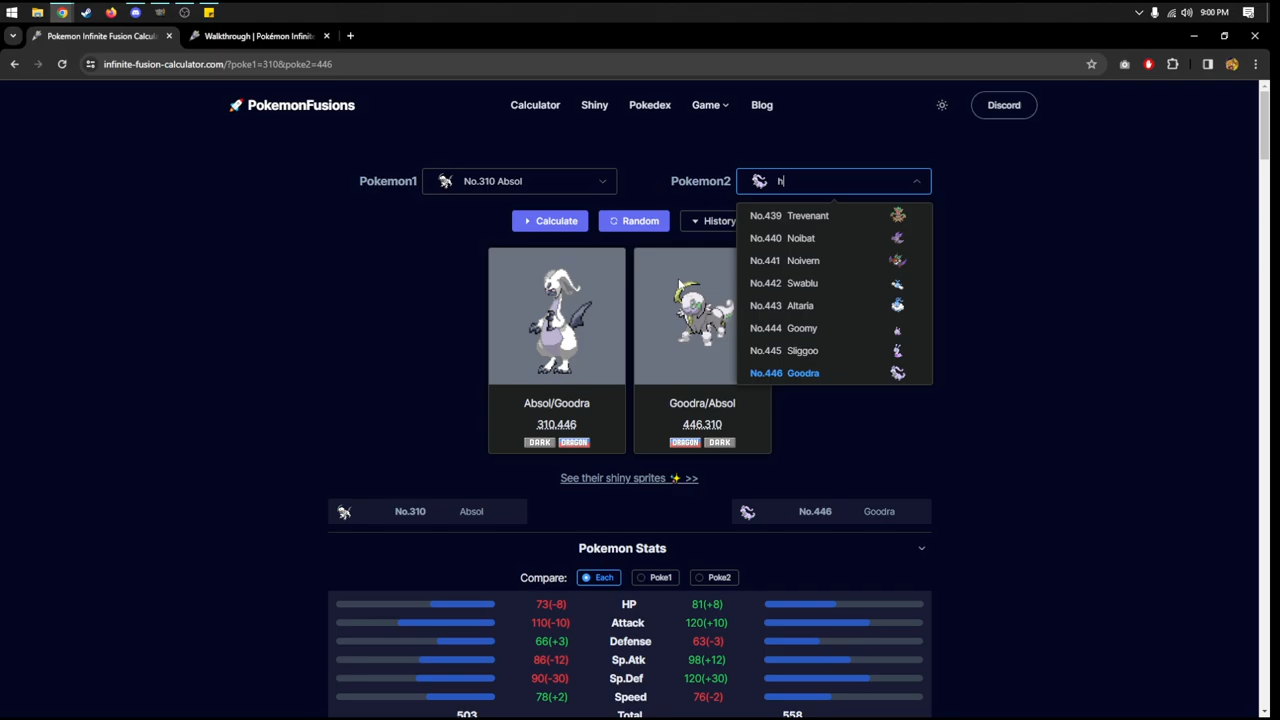 9:00 PM
Pokemon Infinite Fusion Calcula
Walkthrough | Pokémon Infinite
infinite-fusion-calculator.com/?poke1=310&poke2=446
PokemonFusions
Calculator
Shiny
Pokedex
Game
Blog
Discord
Pokemon1
No.310 Absol
Pokemon2
h
Calculate
Random
History
No.439 Trevenant
No.440 Noibat
No.441 Noivern
No.442 Swablu
No.443 Altaria
No.444 Goomy
No.445 Sliggoo
No.446 Goodra
Absol/Goodra
310.446
DARK DRAGON
Goodra/Absol
446.310
DRAGON DARK
See their shiny sprites ✨ >>
No.310 Absol
No.446 Goodra
Pokemon Stats
Compare: Each Poke1 Poke2
73(-8) HP 81(+8)
110(-10) Attack 120(+10)
66(+3) Defense 63(-3)
86(-12) Sp.Atk 98(+12)
90(-30) Sp.Def 120(+30)
78(+2) Speed 76(-2)
503 Total 558